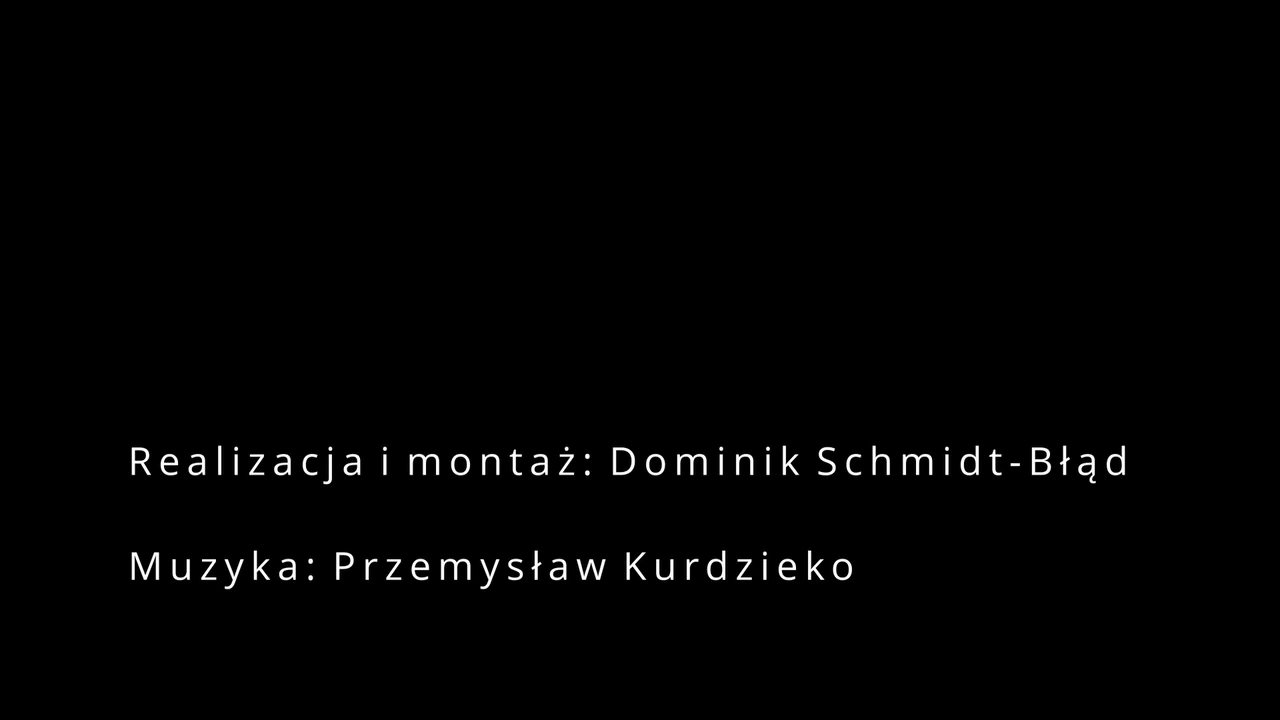 Realizacja i montaż: Dominik Schmidt-Błąd
Muzyka: Przemysław Kurdzieko